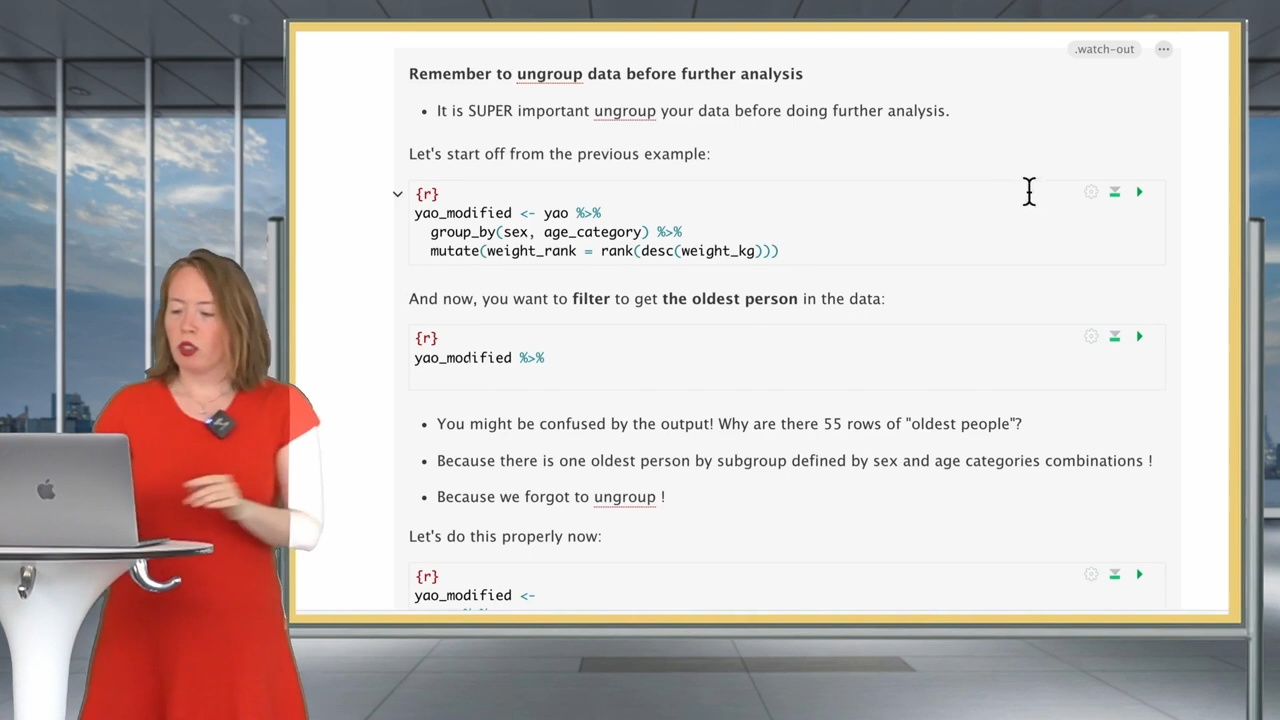 .watch-out
Remember to ungroup data before further analysis
• It is SUPER important ungroup your data before doing further analysis.
Let's start off from the previous example:
{r}
yao_modified <- yao %>%
group_by(sex, age_category) %>%
mutate(weight_rank = rank(desc(weight_kg)))
And now, you want to filter to get the oldest person in the data:
{r}
yao_modified %>%
• You might be confused by the output! Why are there 55 rows of "oldest people"?
• Because there is one oldest person by subgroup defined by sex and age categories combinations !
• Because we forgot to ungroup !
Let's do this properly now:
{r}
yao_modified <-